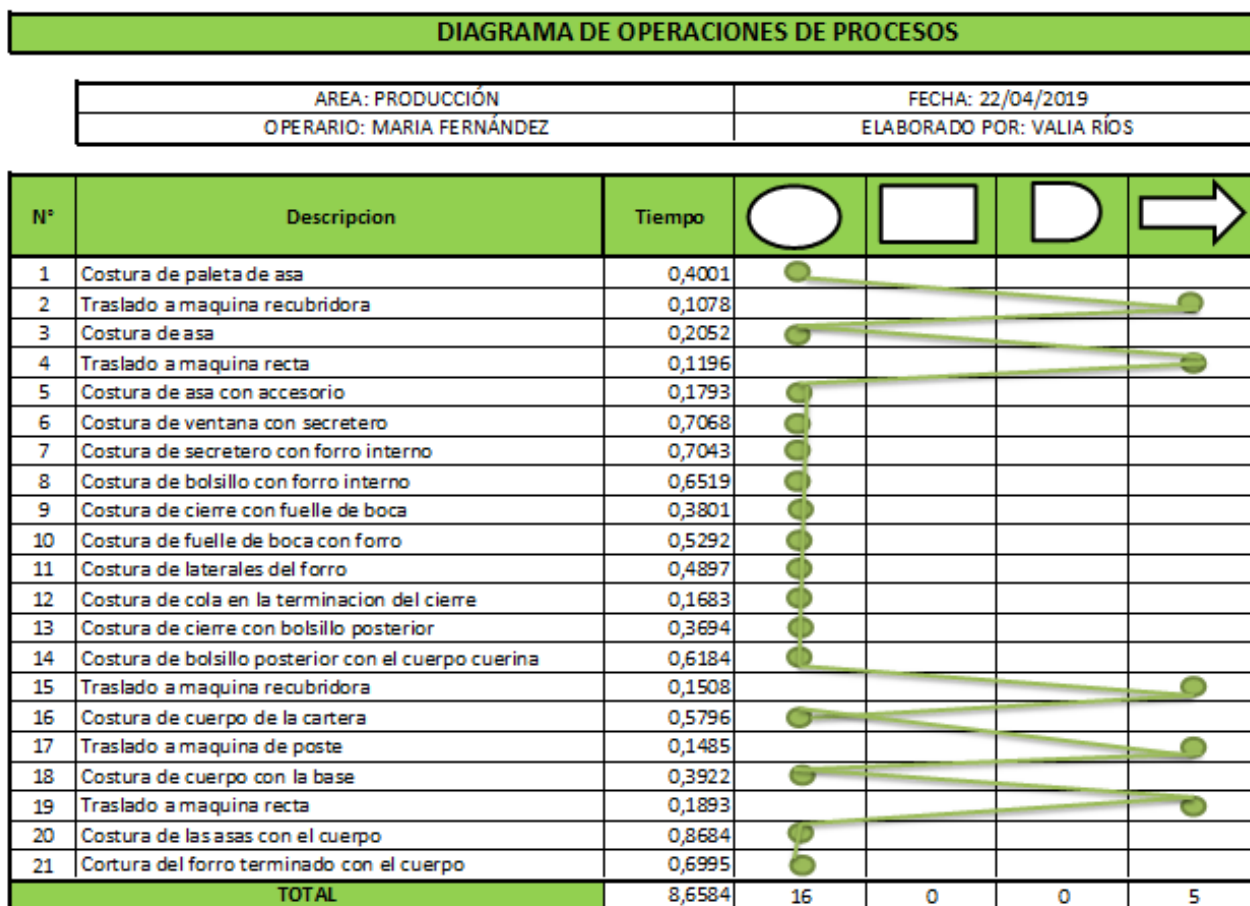 DIAGRAMA DE OPERACIONES DE PROCESOS
AREA: PRODUCCIÓN FECHA: 22/04/2019
OPERARIO: MARIA FERNÁNDEZ ELABORADO POR: VALIA RÍOS
N° Descripcion Tiempo
1 Costura de paleta de asa 0,4001
2 Traslado a maquina recubridora 0,1078
3 Costura de asa 0,2052
4 Traslado a maquina recta 0,1196
5 Costura de asa con accesorio 0,1793
6 Costura de ventana con secretero 0,7068
7 Costura de secretero con forro interno 0,7043
8 Costura de bolsillo con forro interno 0,6519
9 Costura de cierre con fuelle de boca 0,3801
10 Costura de fuelle de boca con forro 0,5292
11 Costura de laterales del forro 0,4897
12 Costura de cola en la terminacion del cierre 0,1683
13 Costura de cierre con bolsillo posterior 0,3694
14 Costura de bolsillo posterior con el cuerpo cuerina 0,6184
15 Traslado a maquina recubridora 0,1508
16 Costura de cuerpo de la cartera 0,5796
17 Traslado a maquina de poste 0,1485
18 Costura de cuerpo con la base 0,3922
19 Traslado a maquina recta 0,1893
20 Costura de las asas con el cuerpo 0,8684
21 Cortura del forro terminado con el cuerpo 0,6995
TOTAL 8,6584 16 0 0 5